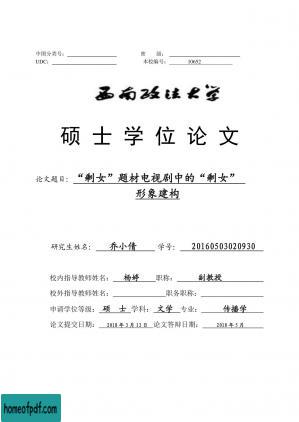 中图分类号： 密 级：
UDC： 本校编号： 10652
西南政法大学
硕士学位论文
论文题目：“剩女”题材电视剧中的“剩女”
形象建构
研究生姓名： 乔小倩 学号： 20160503020930
校内指导教师姓名： 杨婷 职称： 副教授
校外指导教师姓名： 职务职称：
申请学位等级： 硕 士 学科： 文学 专业： 传播学
论文提交日期： 2018年3月12日 论文答辩日期： 2018年5月
homeofpdf.com